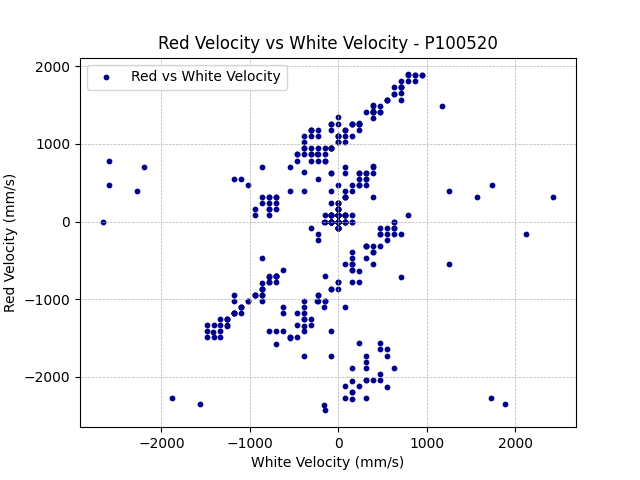 Red Velocity vs White Velocity - P100520
Red vs White Velocity
2000
1000
0
−1000
−2000
Red Velocity (mm/s)
−2000 −1000 0 1000 2000
White Velocity (mm/s)